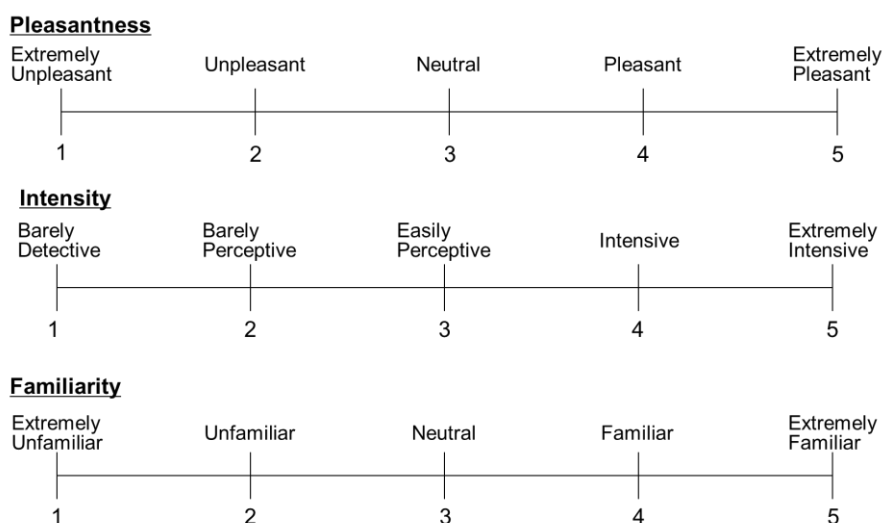 Pleasantness
Extremely Unpleasant Neutral Pleasant Extremely
Unpleasant Pleasant
1 2 3 4 5
Intensity
Barely Barely Easily Intensive Extremely
Detective Perceptive Perceptive Intensive
1 2 3 4 5
Familiarity
Extremely Unfamiliar Neutral Familiar Extremely
Unfamiliar Familiar
1 2 3 4 5